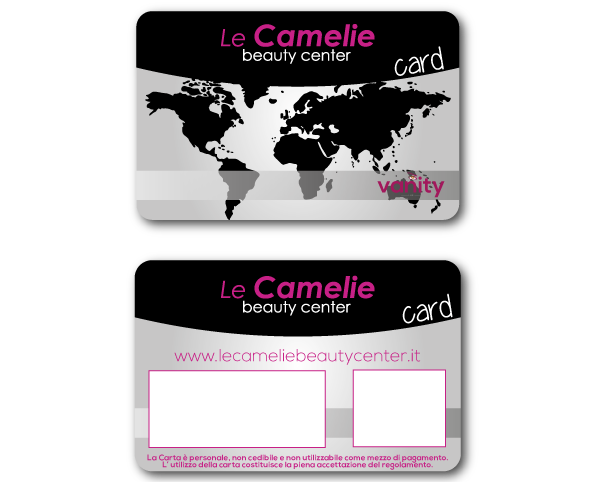 Le Camelie
beauty center
card
vanity
Le Camelie
beauty center
card
www.lecameliebeautycenter.it
La Carta è personale, non cedibile e non utilizzabile come mezzo di pagamento.
L' utilizzo della carta costituisce la piena accettazione del regolamento.